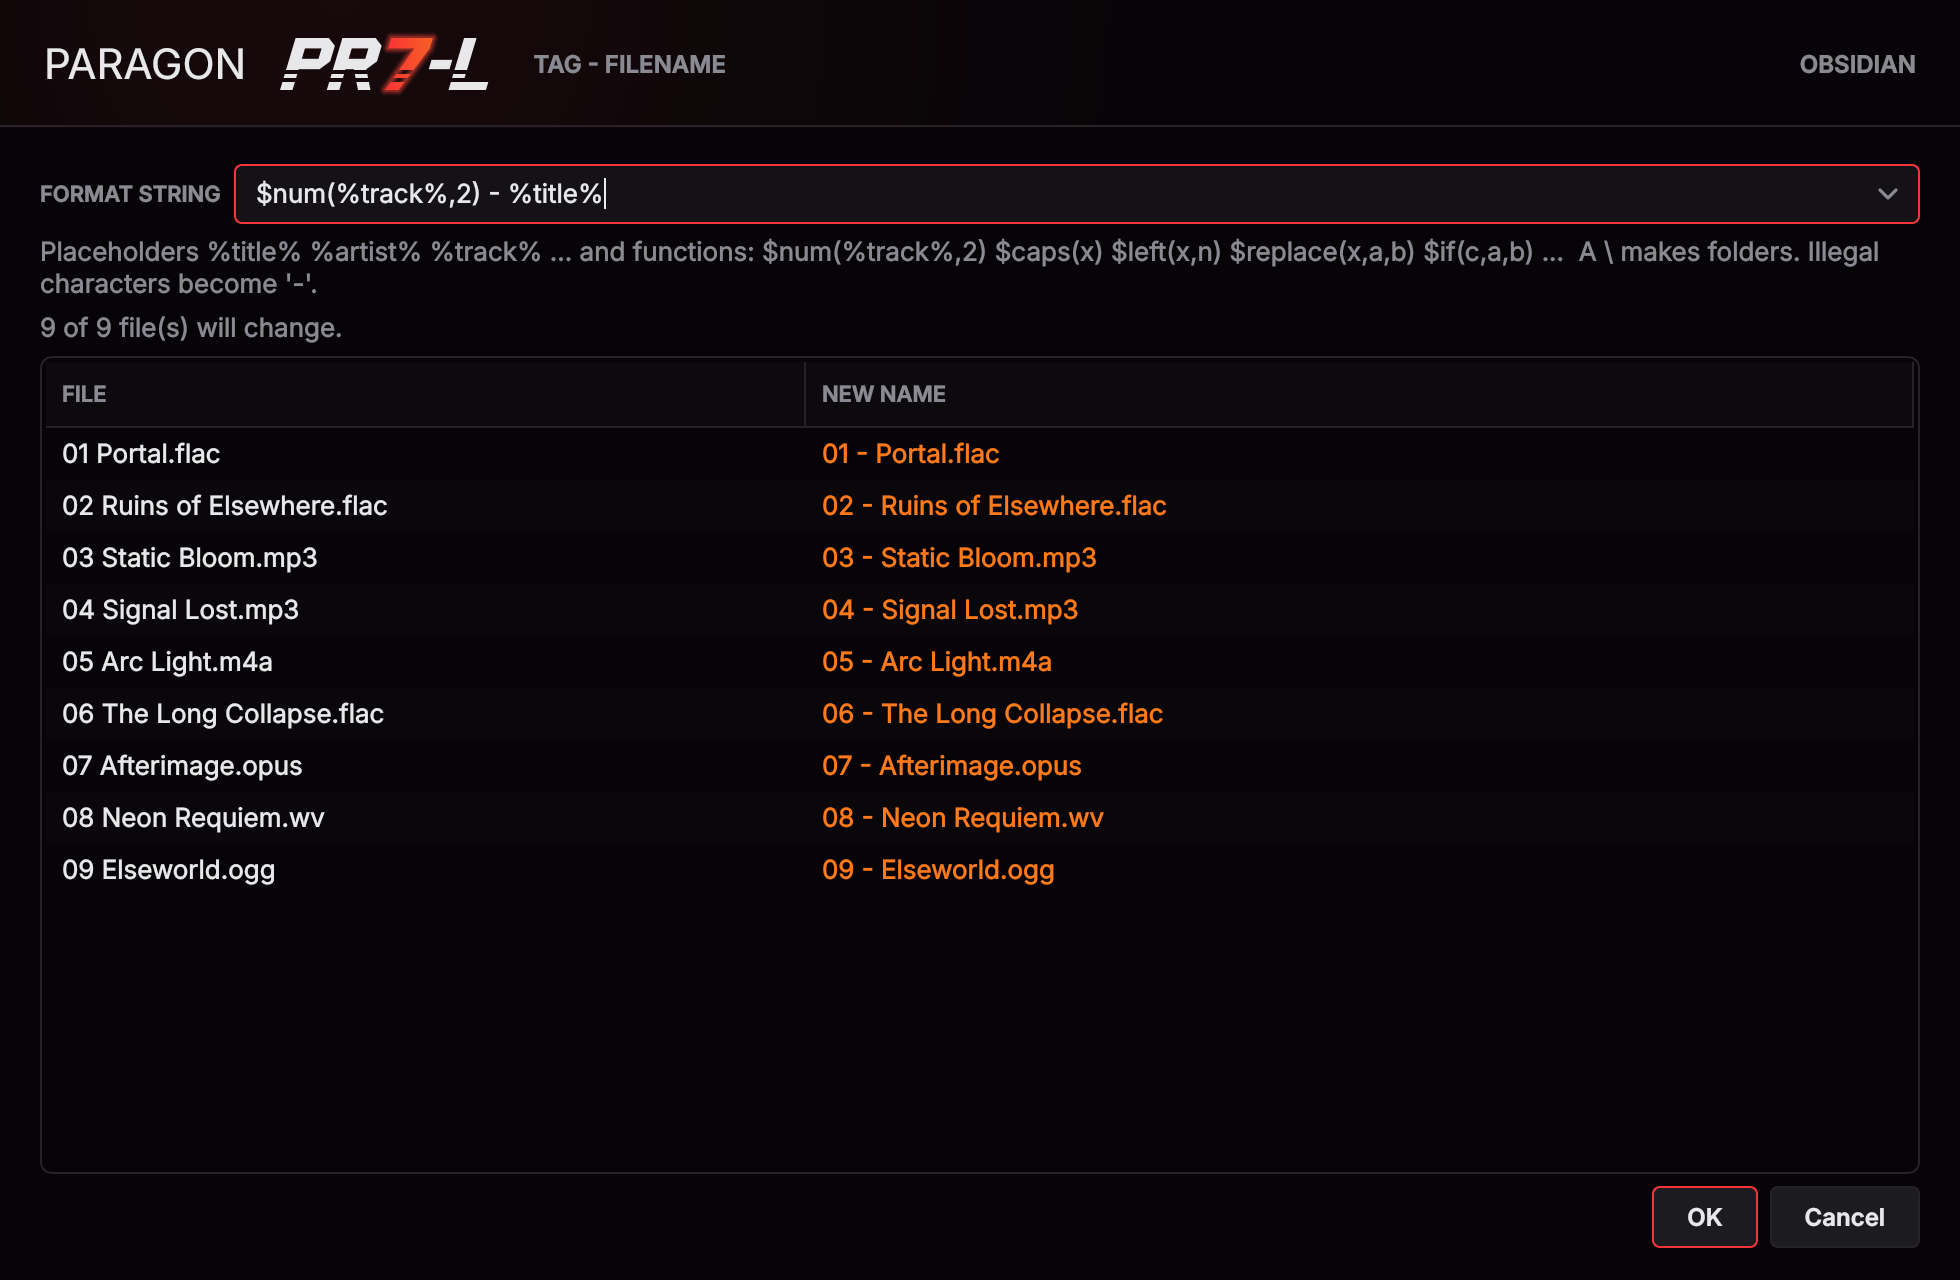 PARAGON PR7-L TAG - FILENAME OBSIDIAN
FORMAT STRING $num(%track%,2) - %title%
Placeholders %title% %artist% %track% ... and functions: $num(%track%,2) $caps(x) $left(x,n) $replace(x,a,b) $if(c,a,b) ... A \ makes folders. Illegal
characters become '-'.
9 of 9 file(s) will change.
FILE NEW NAME
01 Portal.flac 01 - Portal.flac
02 Ruins of Elsewhere.flac 02 - Ruins of Elsewhere.flac
03 Static Bloom.mp3 03 - Static Bloom.mp3
04 Signal Lost.mp3 04 - Signal Lost.mp3
05 Arc Light.m4a 05 - Arc Light.m4a
06 The Long Collapse.flac 06 - The Long Collapse.flac
07 Afterimage.opus 07 - Afterimage.opus
08 Neon Requiem.wv 08 - Neon Requiem.wv
09 Elseworld.ogg 09 - Elseworld.ogg
OK Cancel